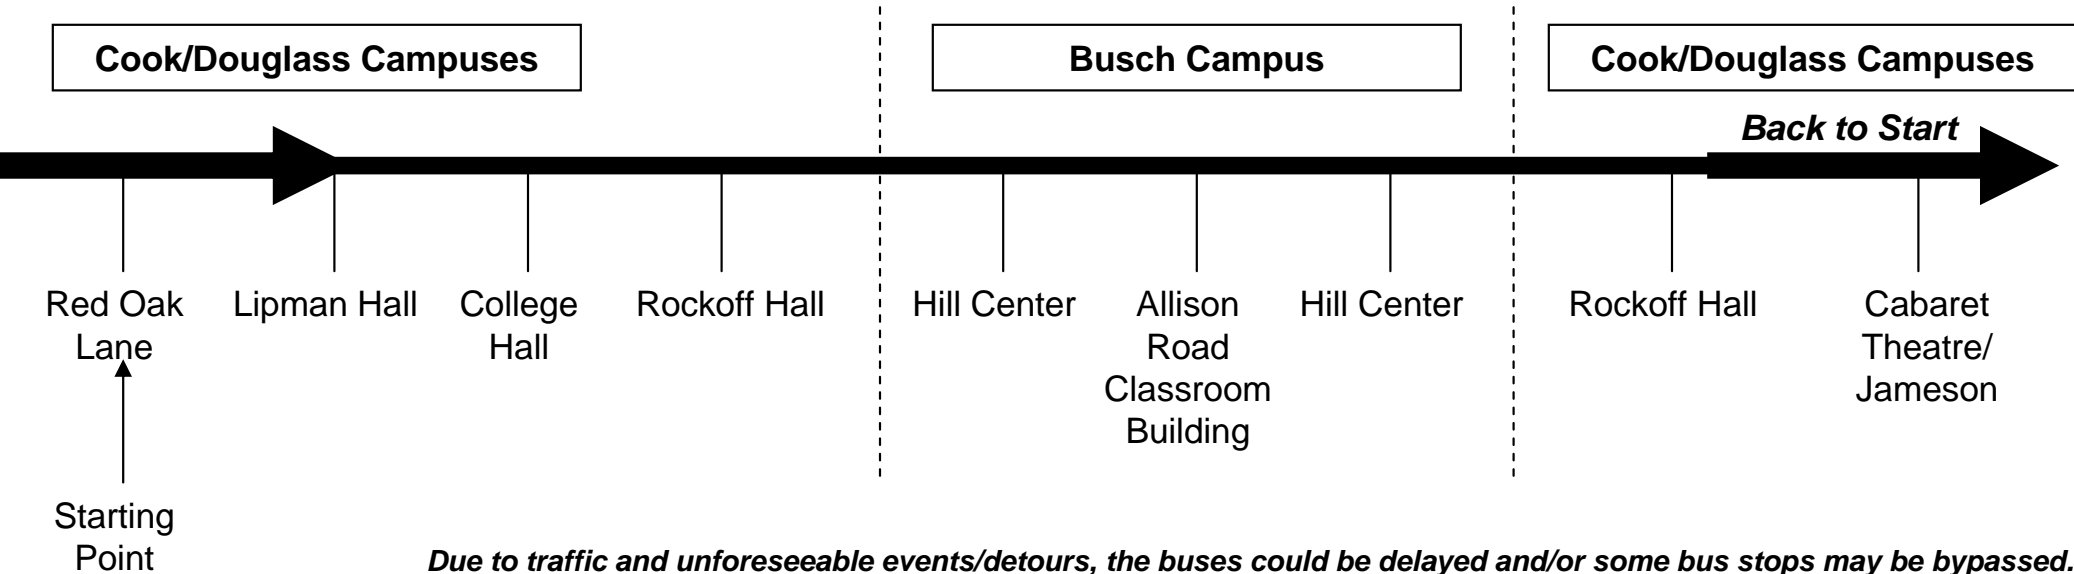 Cook/Douglass Campuses
Busch Campus
Cook/Douglass Campuses
Back to Start
Red Oak
Lane
Lipman Hall
College
Hall
Rockoff Hall
Hill Center
Allison
Road
Classroom
Building
Hill Center
Rockoff Hall
Cabaret
Theatre/
Jameson
Starting
Point
Due to traffic and unforeseeable events/detours, the buses could be delayed and/or some bus stops may be bypassed.